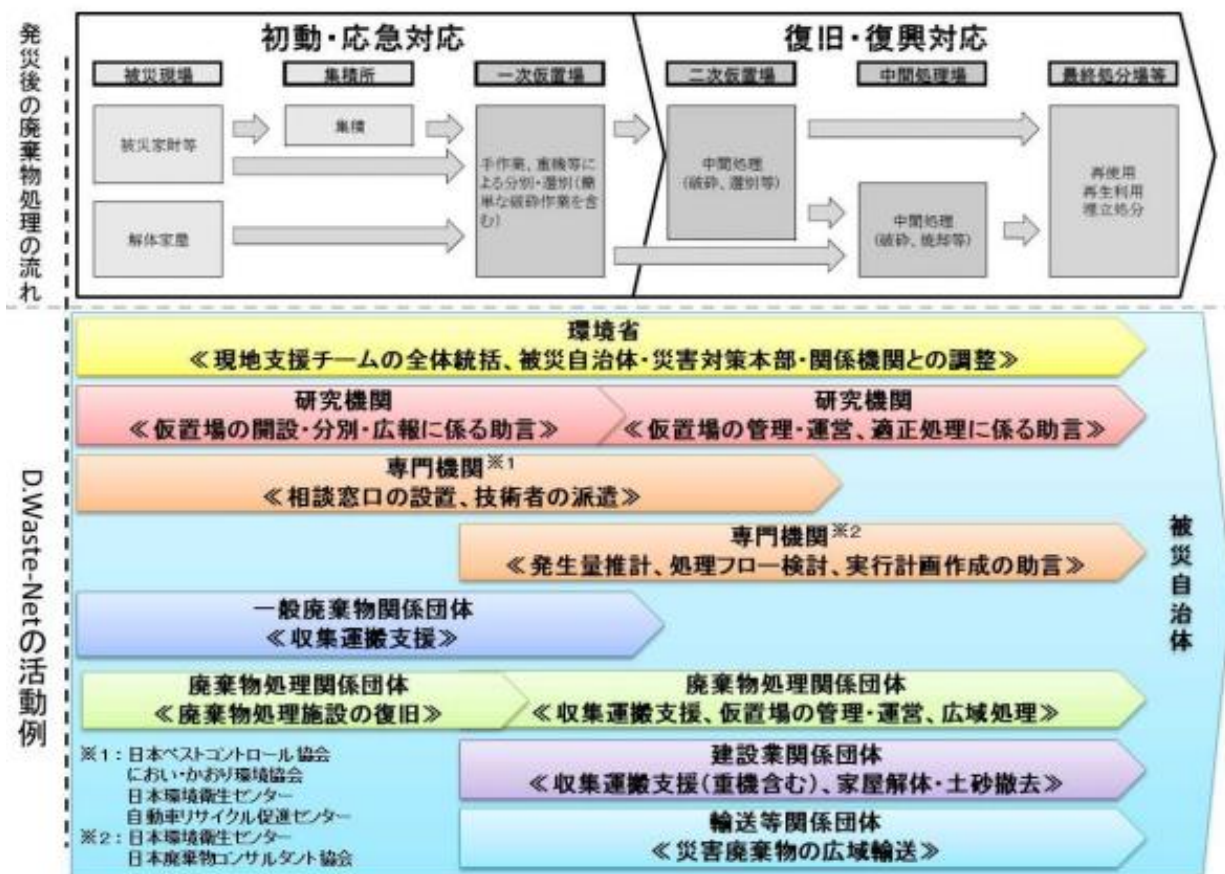 発災後の廃棄物処理の流れ
初動・応急対応
復旧・復興対応
被災現場
集積所
一次仮置場
二次仮置場
中間処理場
最終処分場等
被災家財等
集積
手作業、重機等に
よる分別・選別(簡
単な破砕作業を含
む)
中間処理
(破砕、選別等)
再使用
再生利用
埋立処分
解体家屋
中間処理
(破砕、焼却等)
D.Waste-Netの活動例
環境省
≪現地支援チームの全体統括、被災自治体・災害対策本部・関係機関との調整≫
研究機関
≪仮置場の開設・分別・広報に係る助言≫
研究機関
≪仮置場の管理・運営、適正処理に係る助言≫
専門機関※1
≪相談窓口の設置、技術者の派遣≫
専門機関※2
≪発生量推計、処理フロー検討、実行計画作成の助言≫
一般廃棄物関係団体
≪収集運搬支援≫
廃棄物処理関係団体
≪廃棄物処理施設の復旧≫
廃棄物処理関係団体
≪収集運搬支援、仮置場の管理・運営、広域処理≫
建設業関係団体
≪収集運搬支援(重機含む)、家屋解体・土砂撤去≫
輸送等関係団体
≪災害廃棄物の広域輸送≫
※1:日本ペストコントロール協会
におい・かおり環境協会
日本環境衛生センター
自動車リサイクル促進センター
※2:日本環境衛生センター
日本廃棄物コンサルタント協会
被災自治体